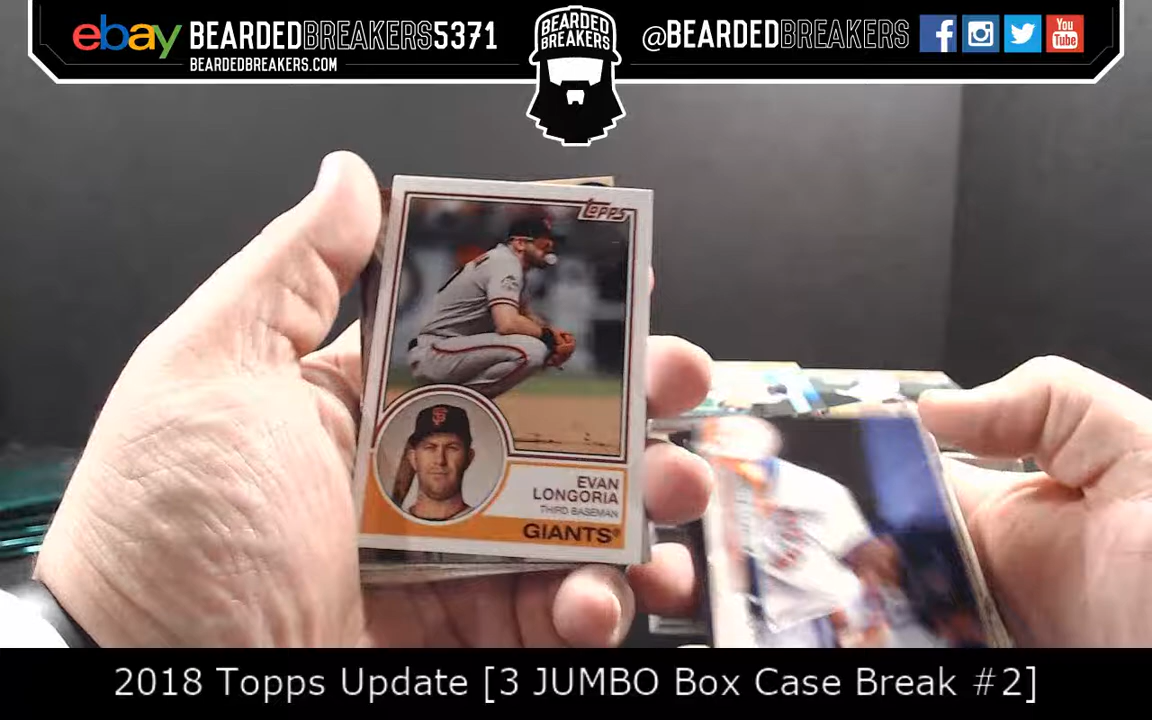 ebay BEARDEDBREAKERS5371
BEARDEDBREAKERS.COM
BEARDED
BREAKERS
@BEARDEDBREAKERS
You
Tube
Topps
EVAN
LONGORIA
THIRD BASEMAN
GIANTS
2018 Topps Update [3 JUMBO Box Case Break #2]